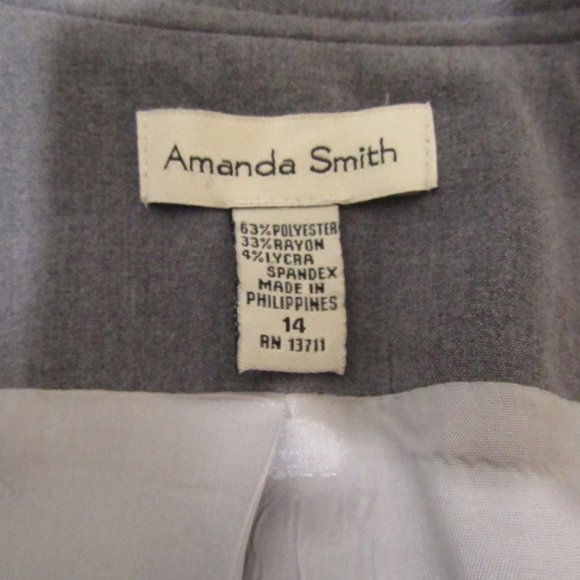 Amanda Smith
63%POLYESTER
33%RAYON
4%LYCRA
SPANDEX
MADE IN
PHILIPPINES
14
RN 13711